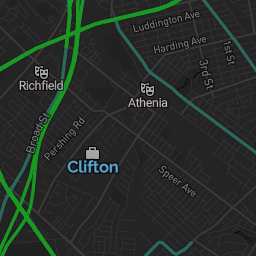 Luddington Ave
Harding Ave
1st St
3rd St
Richfield
Athenia
Broad St
Pershing Rd
Clifton
Speer Ave